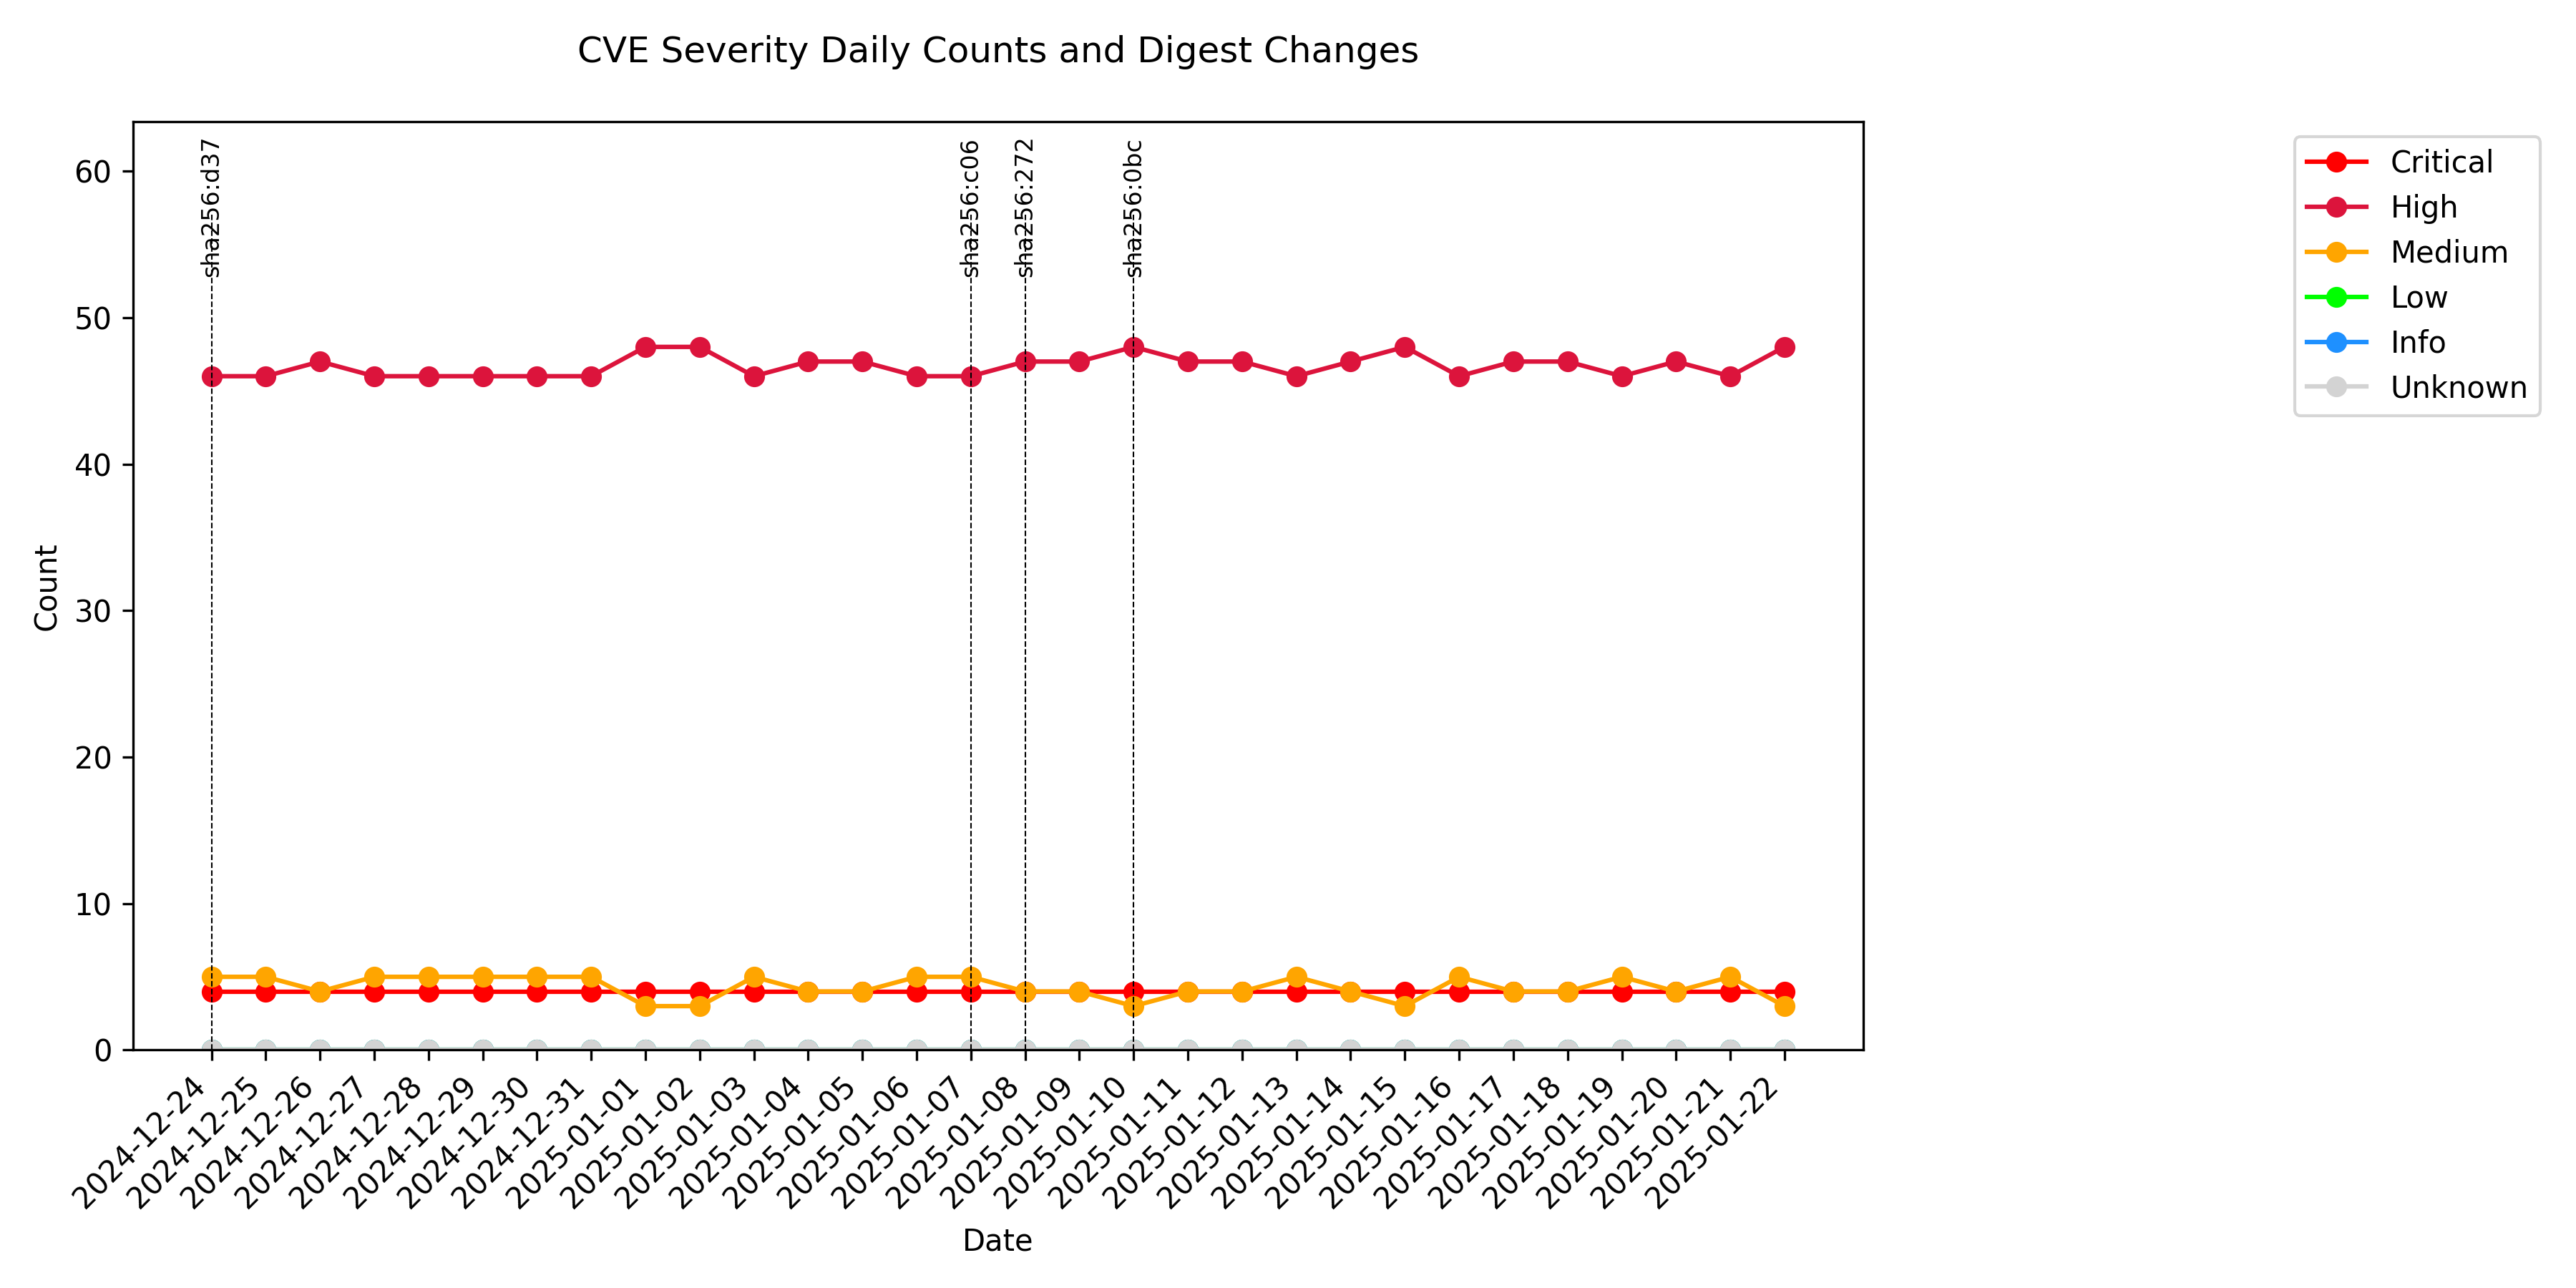 CVE Severity Daily Counts and Digest Changes
sha256:d37
sha256:c06
sha256:272
sha256:0bc
Critical
High
Medium
Low
Info
Unknown
60
50
40
30
20
10
0
Count
2024-12-24
2024-12-25
2024-12-26
2024-12-27
2024-12-28
2024-12-29
2024-12-30
2024-12-31
2025-01-01
2025-01-02
2025-01-03
2025-01-04
2025-01-05
2025-01-06
2025-01-07
2025-01-08
2025-01-09
2025-01-10
2025-01-11
2025-01-12
2025-01-13
2025-01-14
2025-01-15
2025-01-16
2025-01-17
2025-01-18
2025-01-19
2025-01-20
2025-01-21
2025-01-22
Date